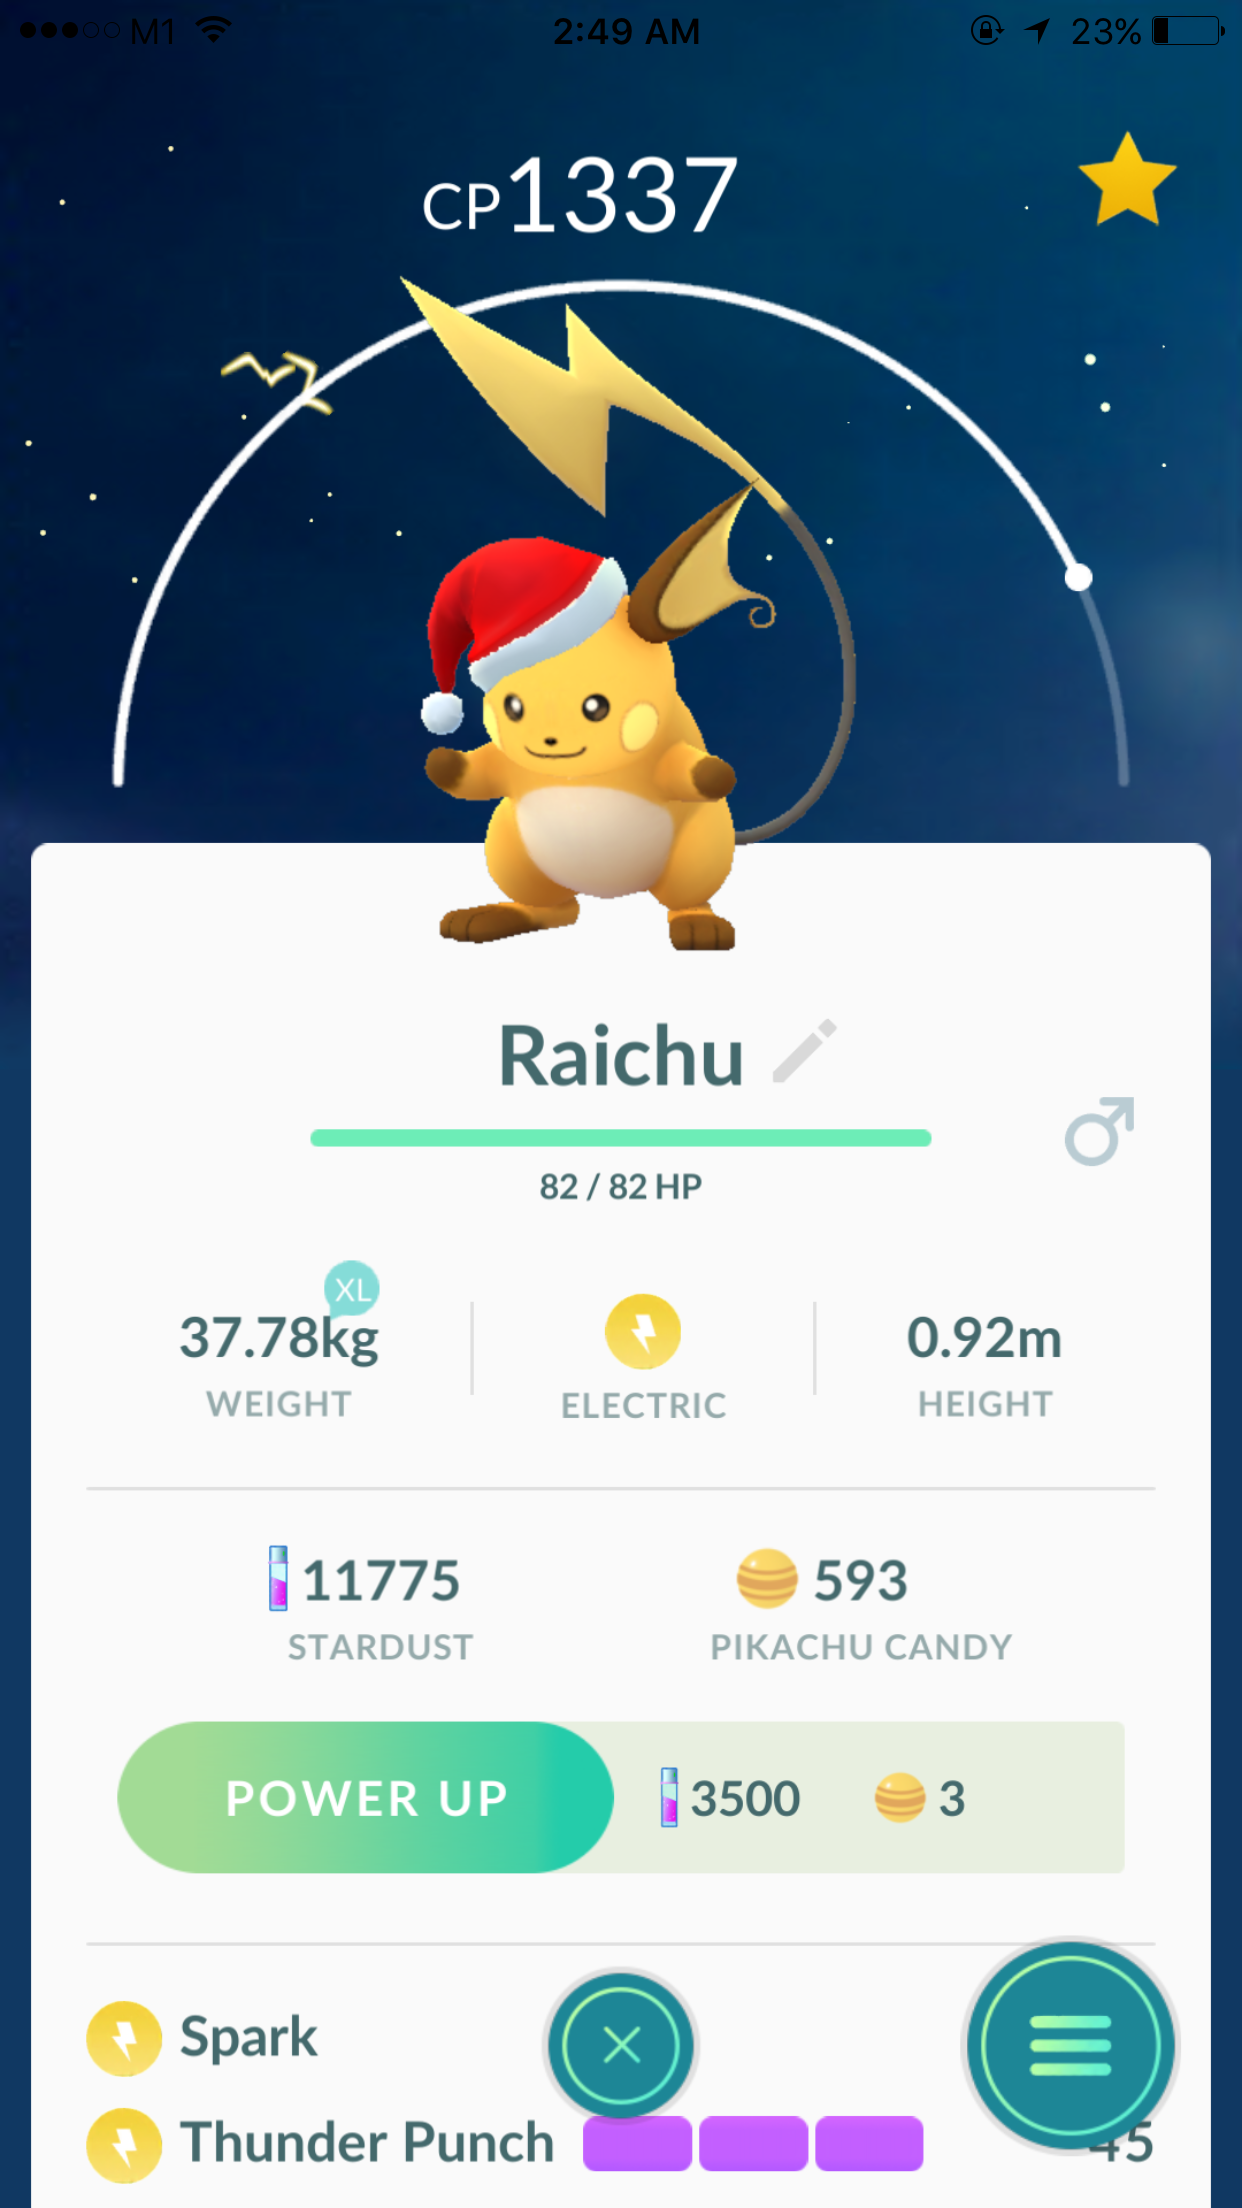 M1 2:49 AM 23%
CP1337
Raichu
82 / 82 HP
XL
37.78kg
WEIGHT
ELECTRIC
0.92m
HEIGHT
11775
STARDUST
593
PIKACHU CANDY
POWER UP 3500 3
Spark
Thunder Punch 45